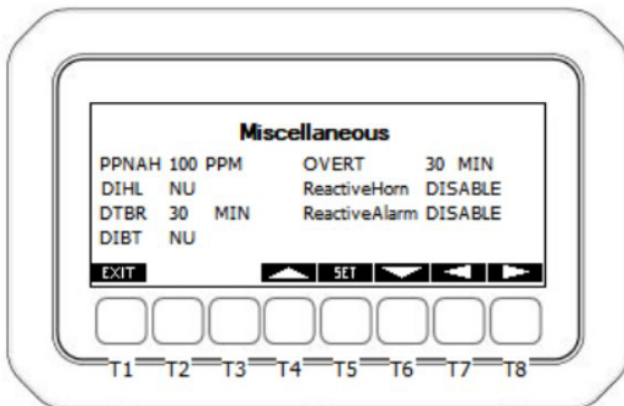 Miscellaneous
PPNAH 100 PPM OVERT 30 MIN
DIHL NU ReactiveHorn DISABLE
DTBR 30 MIN ReactiveAlarm DISABLE
DIBT NU
EXIT SET
T1 T2 T3 T4 T5 T6 T7 T8